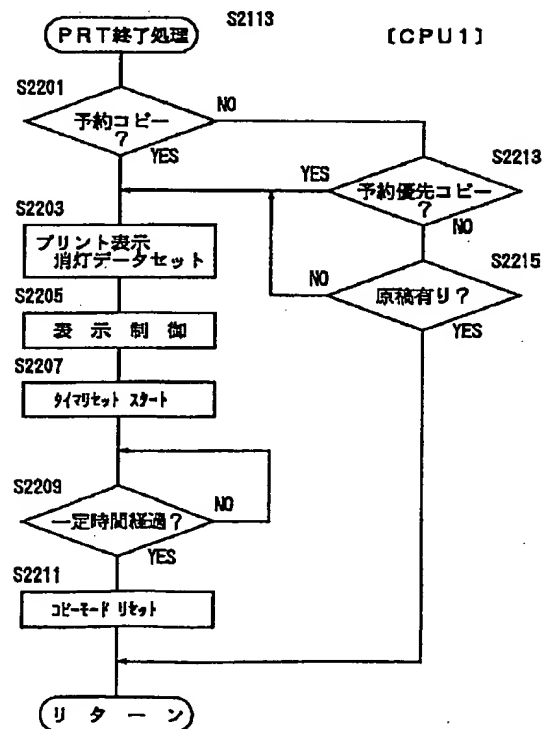 PRT終了処理
S2113
[CPU1]
S2201
予約コピー
?
NO
YES
S2213
予約優先コピー
?
YES
NO
S2203
プリント表示
消灯データセット
S2215
原稿有り?
NO
YES
S2205
表示制御
S2207
タイマリセット スタート
S2209
一定時間経過?
NO
YES
S2211
コピーモード リセット
リターン